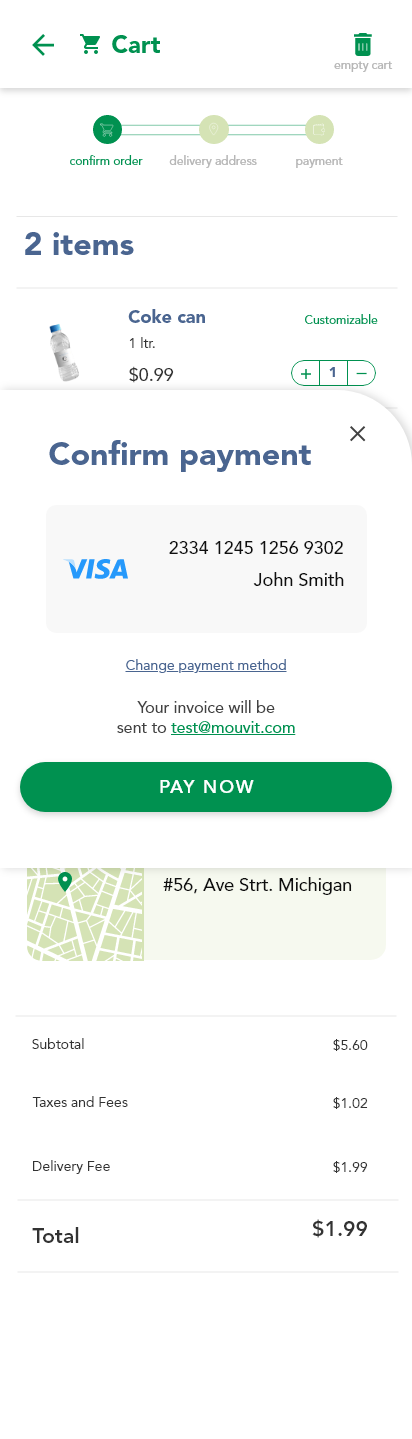 Cart
empty cart
confirm order delivery address payment
2 items
Coke can
Customizable
1 ltr.
$0.99
+ 1 −
Confirm payment
VISA
2334 1245 1256 9302
John Smith
Change payment method
Your invoice will be
sent to test@mouvit.com
PAY NOW
#56, Ave Strt. Michigan
Subtotal $5.60
Taxes and Fees $1.02
Delivery Fee $1.99
Total $1.99